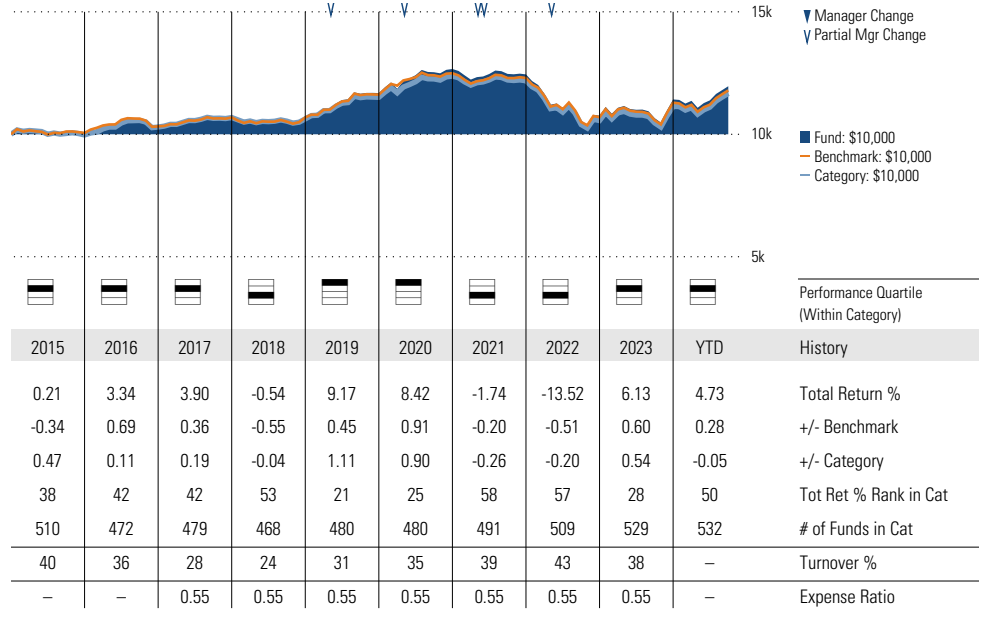 15k
Manager Change
Partial Mgr Change
10k
Fund: $10,000
Benchmark: $10,000
Category: $10,000
5k
Performance Quartile
(Within Category)
2015 2016 2017 2018 2019 2020 2021 2022 2023 YTD History
0.21 3.34 3.90 -0.54 9.17 8.42 -1.74 -13.52 6.13 4.73 Total Return %
-0.34 0.69 0.36 -0.55 0.45 0.91 -0.20 -0.51 0.60 0.28 +/- Benchmark
0.47 0.11 0.19 -0.04 1.11 0.90 -0.26 -0.20 0.54 -0.05 +/- Category
38 42 42 53 21 25 58 57 28 50 Tot Ret % Rank in Cat
510 472 479 468 480 480 491 509 529 532 # of Funds in Cat
40 36 28 24 31 35 39 43 38 – Turnover %
– – 0.55 0.55 0.55 0.55 0.55 0.55 0.55 – Expense Ratio